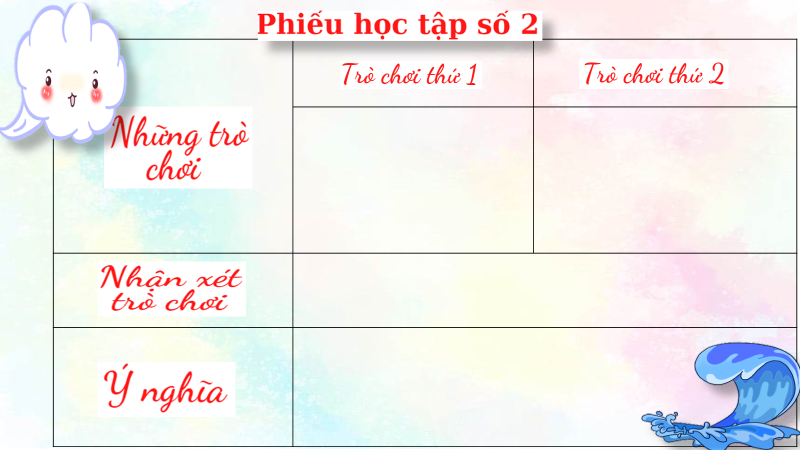 Phiếu học tập số 2
Trò chơi thứ 1
Trò chơi thứ 2
Những trò
chơi
Nhận xét
trò chơi
Ý nghĩa